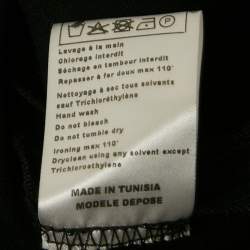 Lavage à la main
Chlorage interdit
Séchage en tambour interdit
Repasser à fer doux max 110°
Nettoyage à sec tous solvants
sauf Trichloréthylène
Hand wash
Do not bleach
Do not tumble dry
ironing max 110°
Dryclean using any solvent except
Trichloroethylene
MADE IN TUNISIA
MODELE DEPOSE